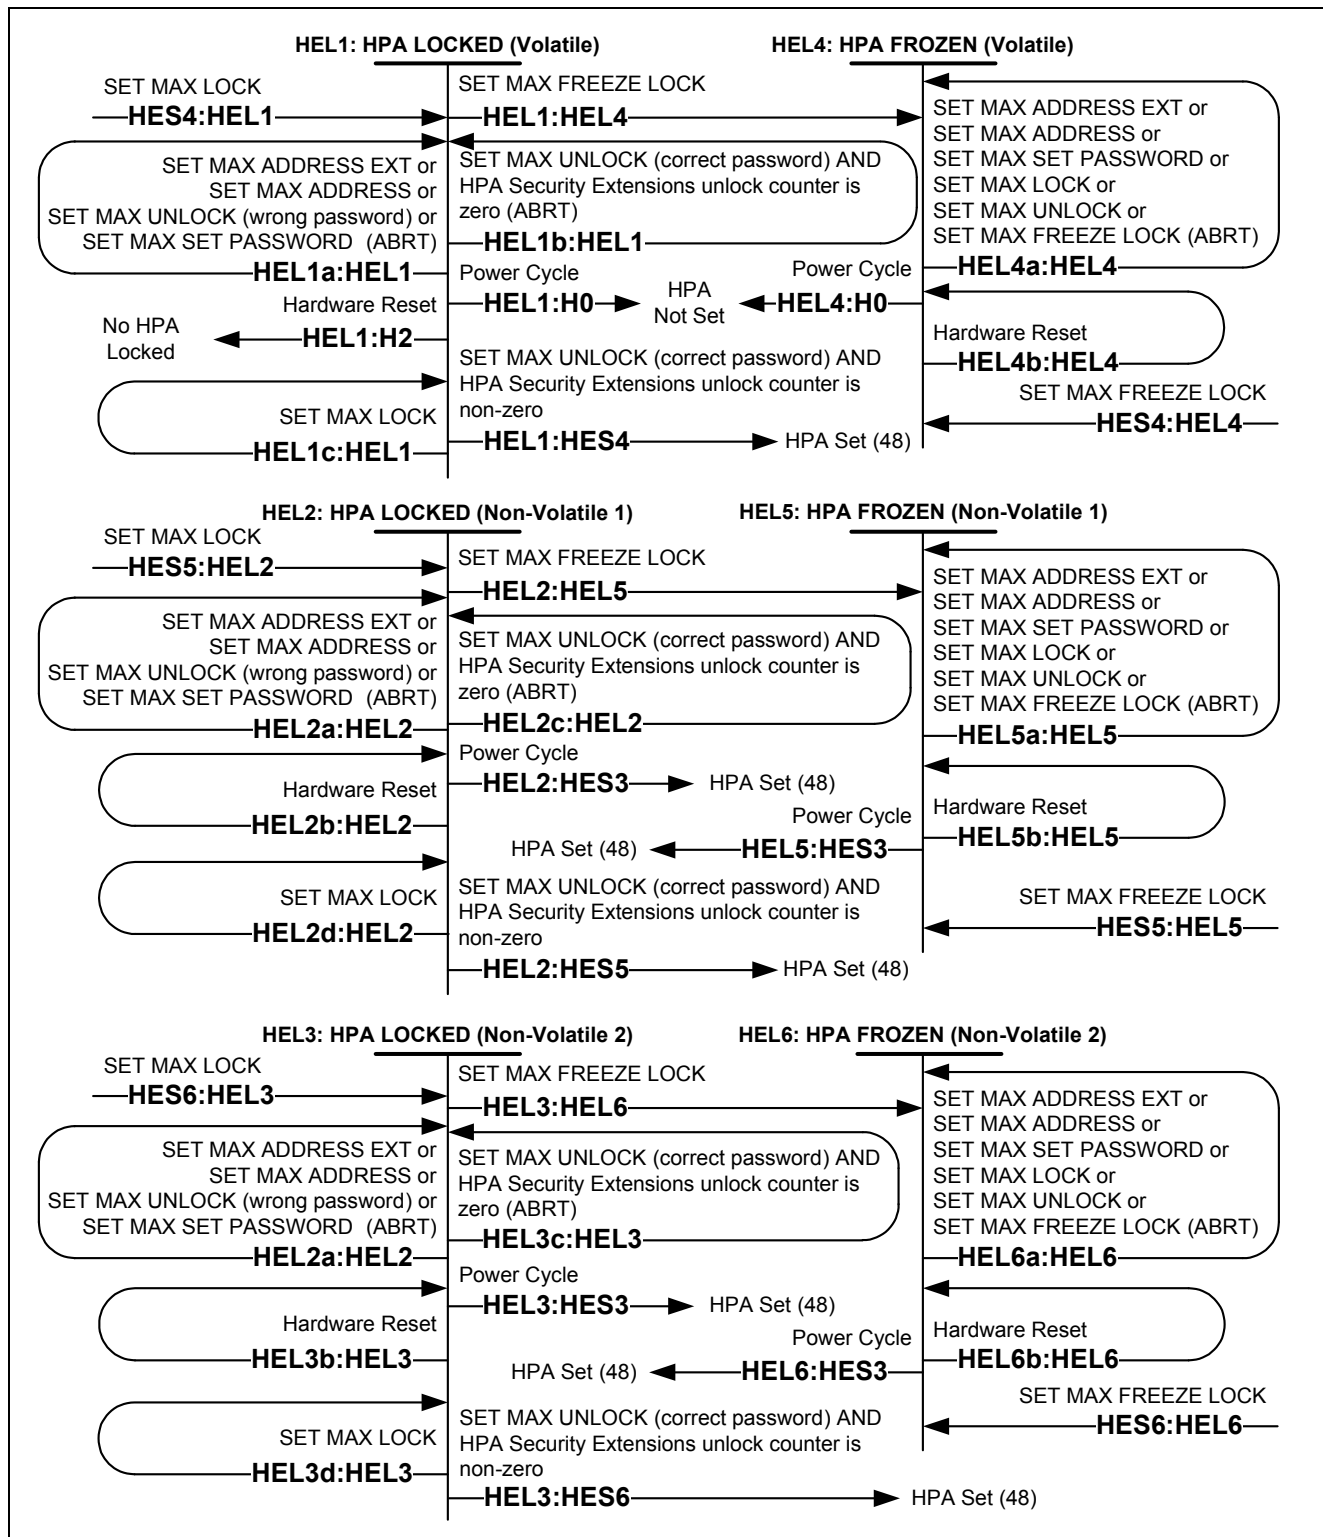 HEL1: HPA LOCKED (Volatile)
HEL4: HPA FROZEN (Volatile)
SET MAX LOCK
HES4:HEL1
SET MAX FREEZE LOCK
HEL1:HEL4
SET MAX ADDRESS EXT or
SET MAX ADDRESS or
SET MAX UNLOCK (wrong password) or
SET MAX SET PASSWORD (ABRT)
HEL1a:HEL1
SET MAX UNLOCK (correct password) AND
HPA Security Extensions unlock counter is
zero (ABRT)
HEL1b:HEL1
SET MAX ADDRESS EXT or
SET MAX ADDRESS or
SET MAX SET PASSWORD or
SET MAX LOCK or
SET MAX UNLOCK or
SET MAX FREEZE LOCK (ABRT)
HEL4a:HEL4
Power Cycle
HEL1:H0
HPA
Not Set
Power Cycle
HEL4:H0
Hardware Reset
HEL1:H2
No HPA
Locked
Hardware Reset
HEL4b:HEL4
SET MAX LOCK
HEL1c:HEL1
SET MAX UNLOCK (correct password) AND
HPA Security Extensions unlock counter is
non-zero
HEL1:HES4
HPA Set (48)
SET MAX FREEZE LOCK
HES4:HEL4
HEL2: HPA LOCKED (Non-Volatile 1)
HEL5: HPA FROZEN (Non-Volatile 1)
SET MAX LOCK
HES5:HEL2
SET MAX FREEZE LOCK
HEL2:HEL5
SET MAX ADDRESS EXT or
SET MAX ADDRESS or
SET MAX UNLOCK (wrong password) or
SET MAX SET PASSWORD (ABRT)
HEL2a:HEL2
SET MAX UNLOCK (correct password) AND
HPA Security Extensions unlock counter is
zero (ABRT)
HEL2c:HEL2
SET MAX ADDRESS EXT or
SET MAX ADDRESS or
SET MAX SET PASSWORD or
SET MAX LOCK or
SET MAX UNLOCK or
SET MAX FREEZE LOCK (ABRT)
HEL5a:HEL5
Power Cycle
HEL2:HES3
HPA Set (48)
Hardware Reset
HEL2b:HEL2
Power Cycle
HEL5:HES3
HPA Set (48)
Hardware Reset
HEL5b:HEL5
SET MAX LOCK
HEL2d:HEL2
SET MAX UNLOCK (correct password) AND
HPA Security Extensions unlock counter is
non-zero
HEL2:HES5
HPA Set (48)
SET MAX FREEZE LOCK
HES5:HEL5
HEL3: HPA LOCKED (Non-Volatile 2)
HEL6: HPA FROZEN (Non-Volatile 2)
SET MAX LOCK
HES6:HEL3
SET MAX FREEZE LOCK
HEL3:HEL6
SET MAX ADDRESS EXT or
SET MAX ADDRESS or
SET MAX UNLOCK (wrong password) or
SET MAX SET PASSWORD (ABRT)
HEL2a:HEL2
SET MAX UNLOCK (correct password) AND
HPA Security Extensions unlock counter is
zero (ABRT)
HEL3c:HEL3
SET MAX ADDRESS EXT or
SET MAX ADDRESS or
SET MAX SET PASSWORD or
SET MAX LOCK or
SET MAX UNLOCK or
SET MAX FREEZE LOCK (ABRT)
HEL6a:HEL6
Power Cycle
HEL3:HES3
HPA Set (48)
Hardware Reset
HEL3b:HEL3
Power Cycle
HEL6:HES3
HPA Set (48)
Hardware Reset
HEL6b:HEL6
SET MAX LOCK
HEL3d:HEL3
SET MAX UNLOCK (correct password) AND
HPA Security Extensions unlock counter is
non-zero
HEL3:HES6
HPA Set (48)
SET MAX FREEZE LOCK
HES6:HEL6